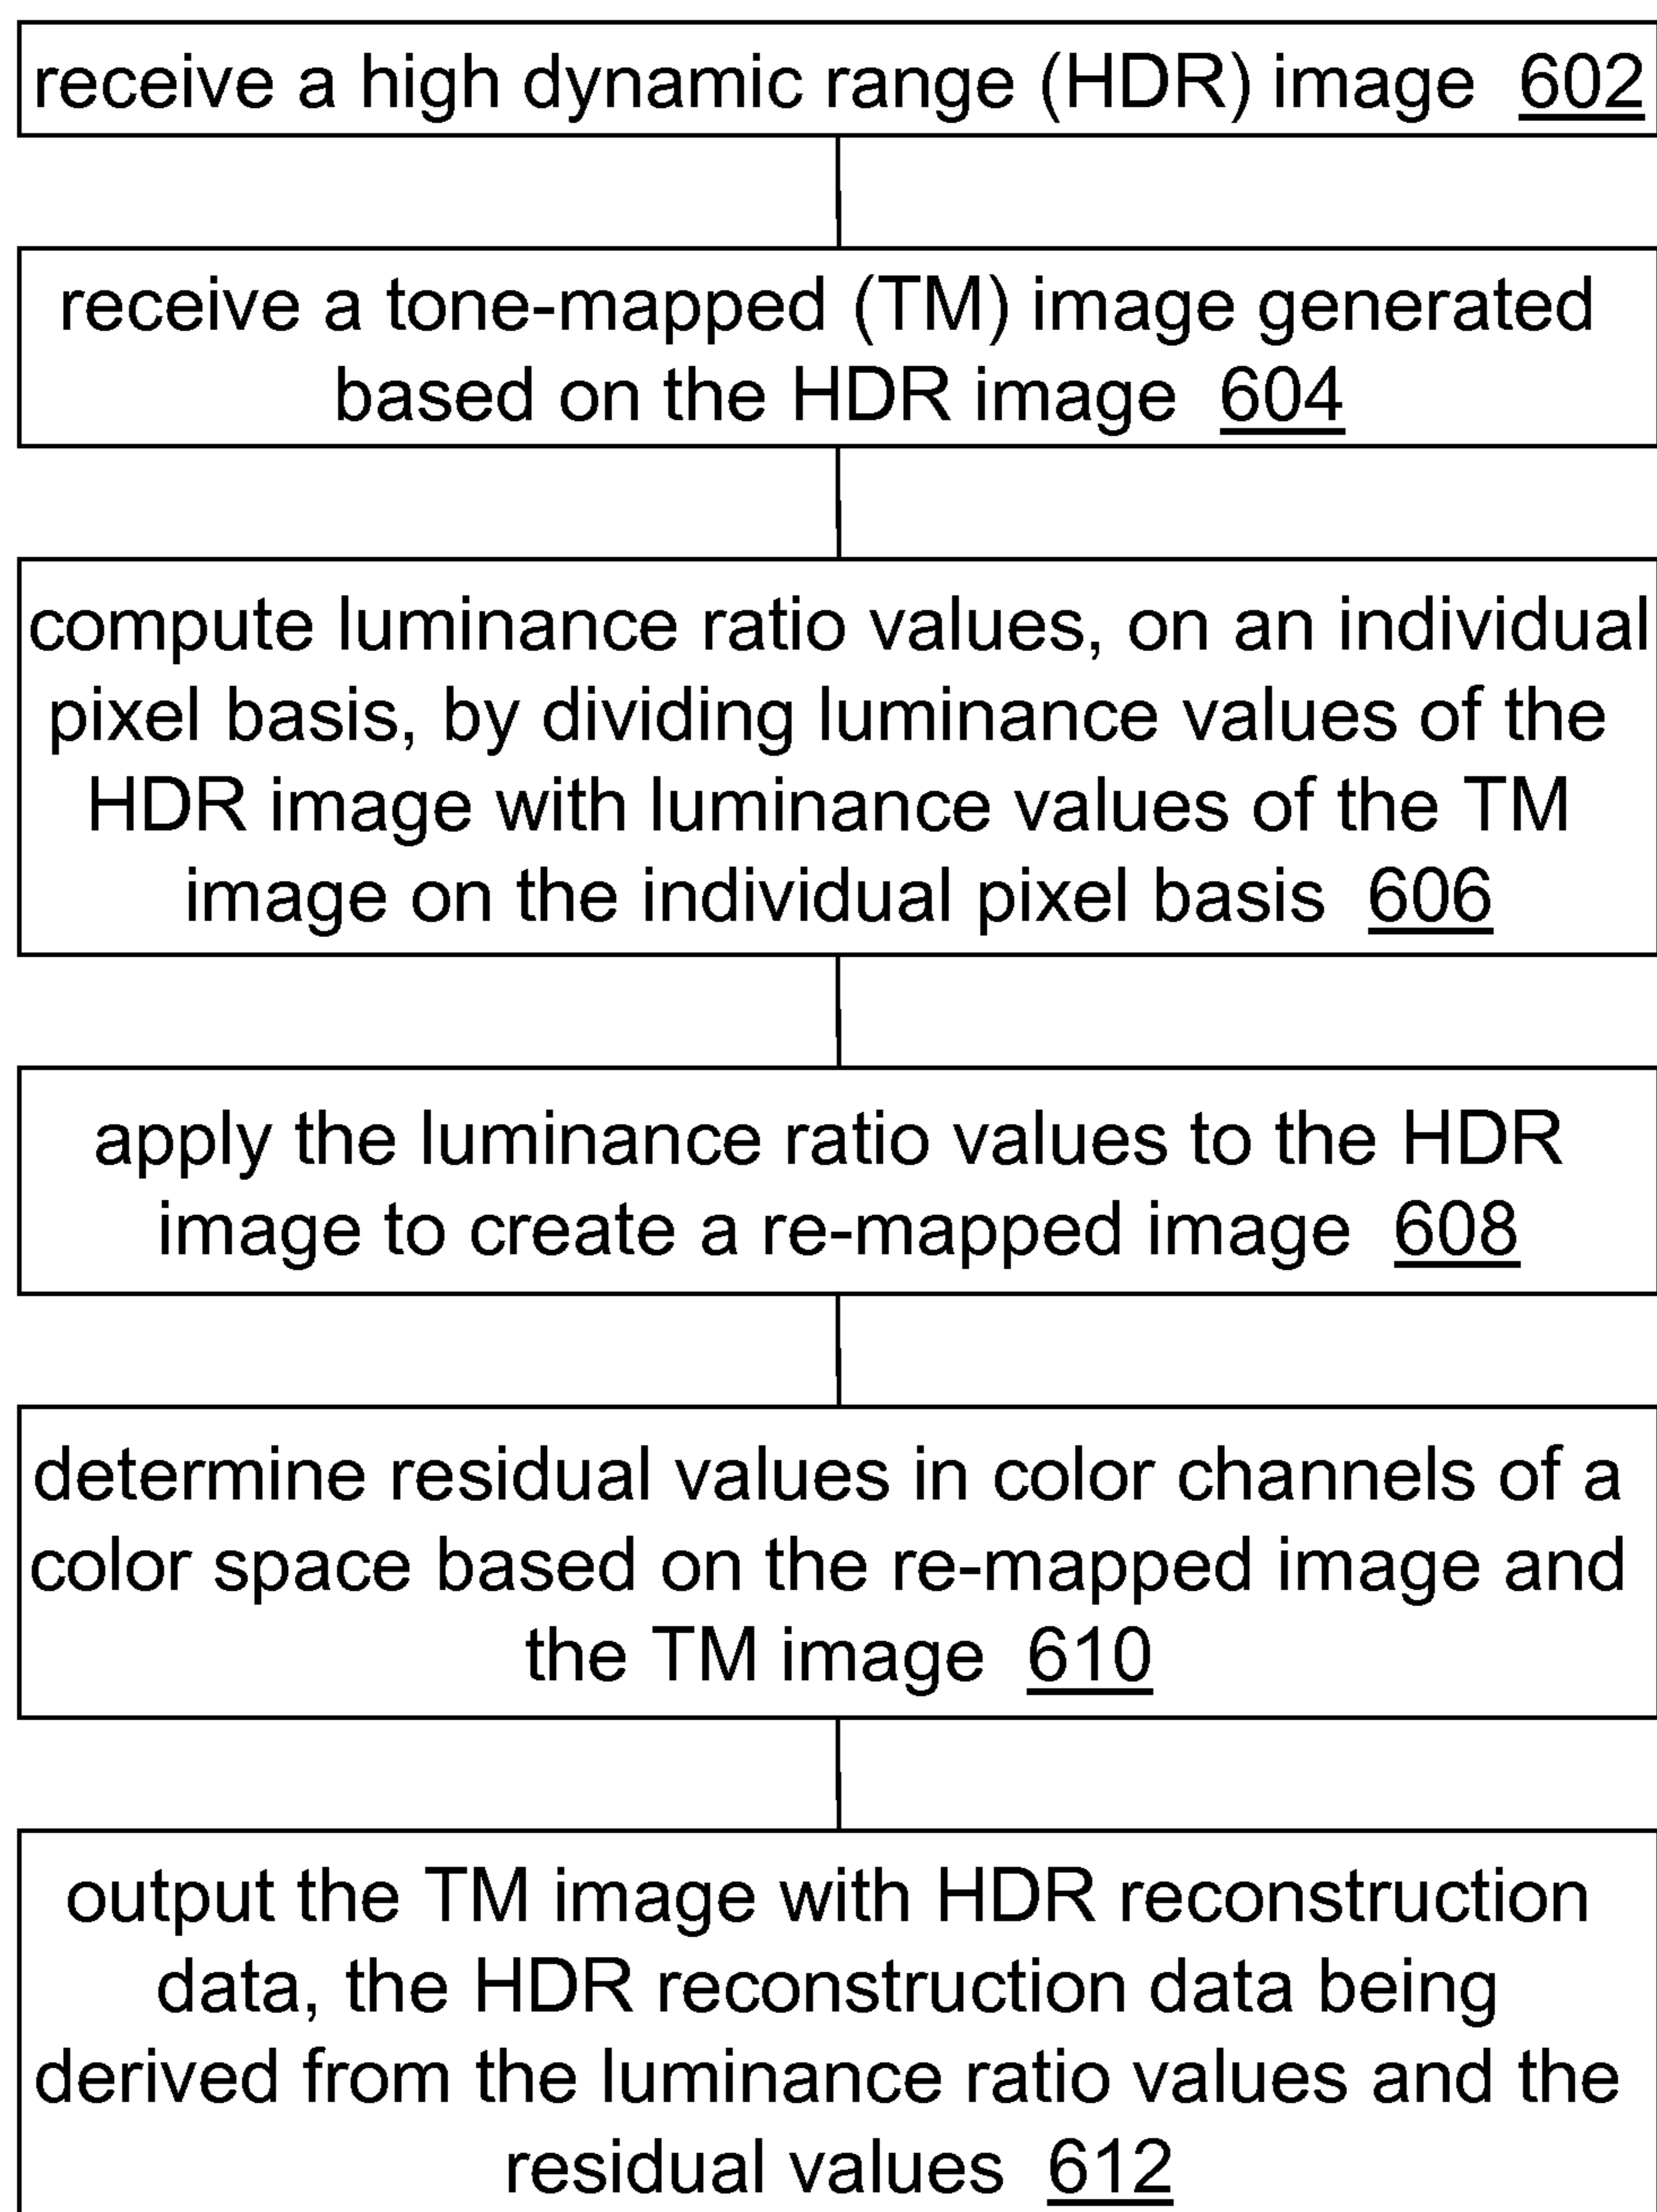 receive a high dynamic range (HDR) image 602
receive a tone-mapped (TM) image generated
based on the HDR image 604
compute luminance ratio values, on an individual
pixel basis, by dividing luminance values of the
HDR image with luminance values of the TM
image on the individual pixel basis 606
apply the luminance ratio values to the HDR
image to create a re-mapped image 608
determine residual values in color channels of a
color space based on the re-mapped image and
the TM image 610
output the TM image with HDR reconstruction
data, the HDR reconstruction data being
derived from the luminance ratio values and the
residual values 612